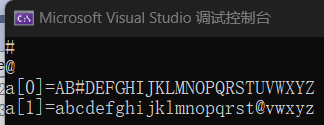 Microsoft Visual Studio 调试控制台
#
@
a[0]=AB#DEFGHIJKLMNOPQRSTUVWXYZ
a[1]=abcdefghijklmnopqrst@vwxyz